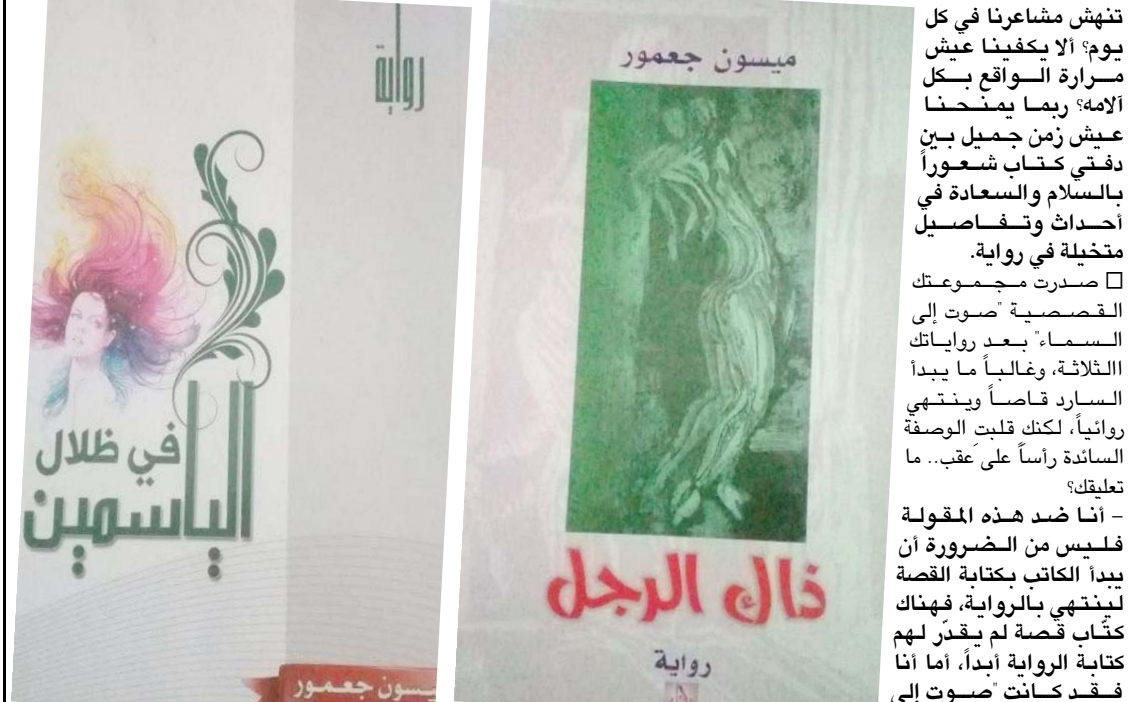 تنهش مشاعرنا في كل
يوم؟ ألا يكفينا عيش
مرارة الواقع بكل
آلامه؟ ربما يمنحنا
عيش زمن جميل بين
دفتي كتاب شعوراً
بالسلام والسعادة في
أحداث وتفاصيل
متخيلة في رواية.
□ صدرت مجموعتك
القصصية "صوت إلى
السماء" بعد رواياتك
االثلاثة، وغالباً ما يبدأ
السارد قاصاً وينتهي
روائياً، لكنك قلبت الوصفة
السائدة رأساً على َعقب.. ما
تعليقك؟
– أنا ضد هذه المقولة
فليس من الضرورة أن
يبدأ الكاتب بكتابة القصة
لينتهي بالرواية، فهناك
كتّاب قصة لم يقدّر لهم
كتابة الرواية أبداً، أما أنا
فقد كانت "صوت إلى
ميسون جعمور
ذاك الرجل
رواية
رواية
في ظلال
الياسمين
يسون جعمور